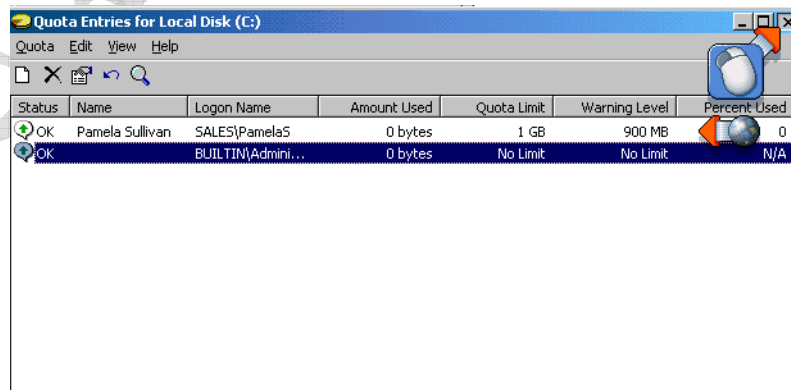 Quota Entries for Local Disk (C:)
Quota Edit View Help
Status Name Logon Name Amount Used Quota Limit Warning Level Percent Used
OK Pamela Sullivan SALES\PamelaS 0 bytes 1 GB 900 MB 0
OK BUILTIN\Admini... 0 bytes No Limit No Limit N/A